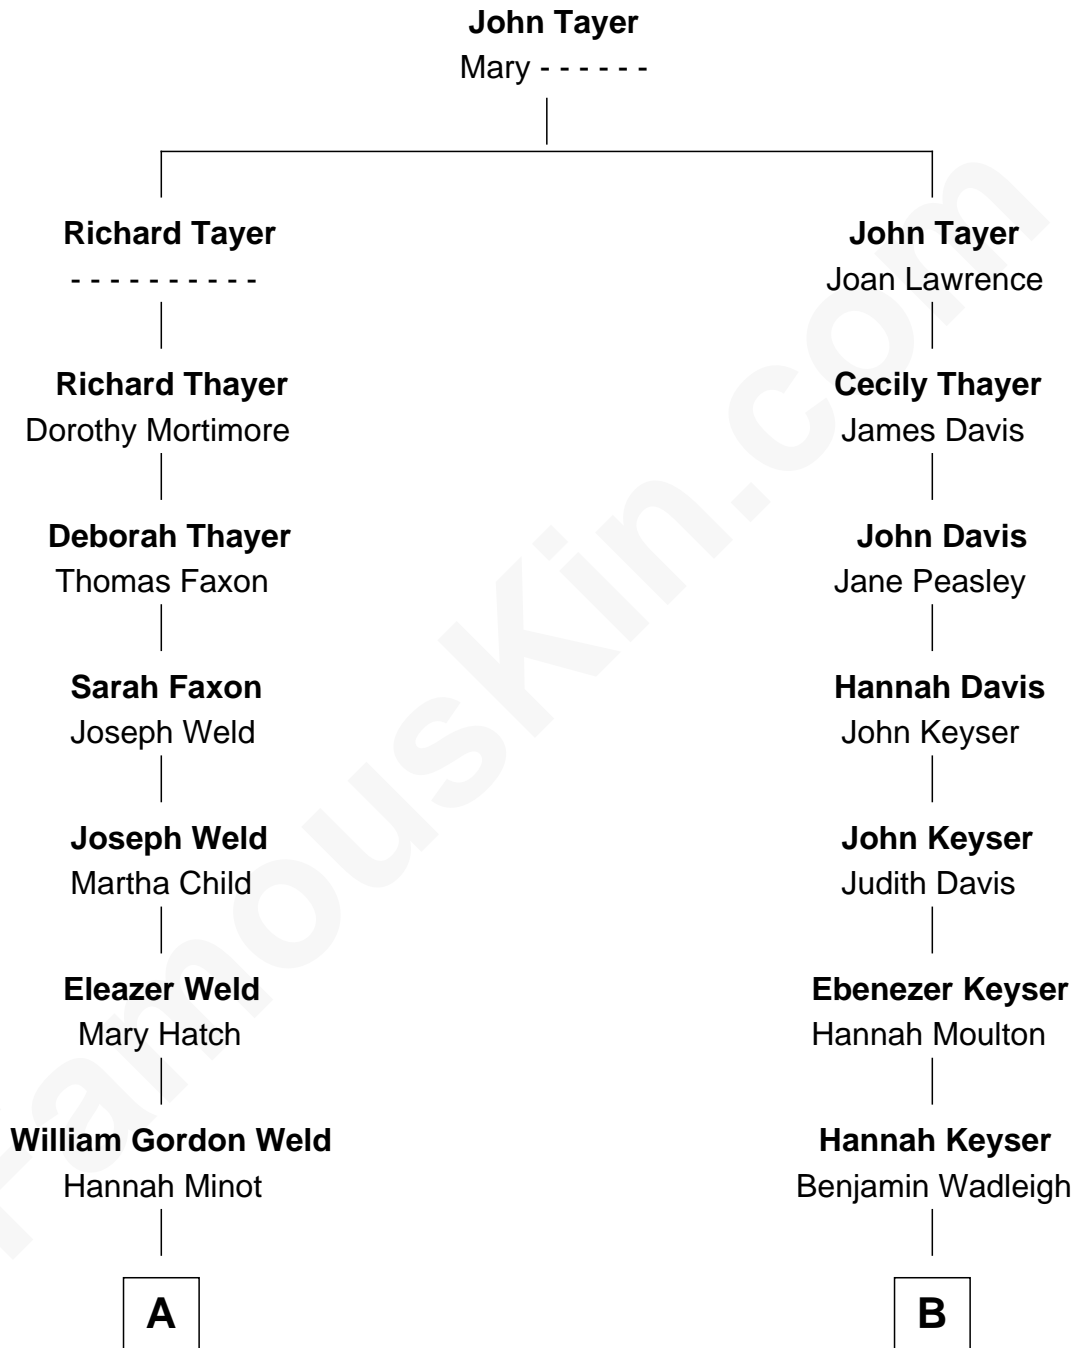 John Tayer
Mary - - - - - -
Richard Tayer
- - - - - - - - - -
John Tayer
Joan Lawrence
Richard Thayer
Dorothy Mortimore
Cecily Thayer
James Davis
Deborah Thayer
Thomas Faxon
John Davis
Jane Peasley
Sarah Faxon
Joseph Weld
Hannah Davis
John Keyser
Joseph Weld
Martha Child
John Keyser
Judith Davis
Eleazer Weld
Mary Hatch
Ebenezer Keyser
Hannah Moulton
William Gordon Weld
Hannah Minot
Hannah Keyser
Benjamin Wadleigh
A
B
FamousKin.com